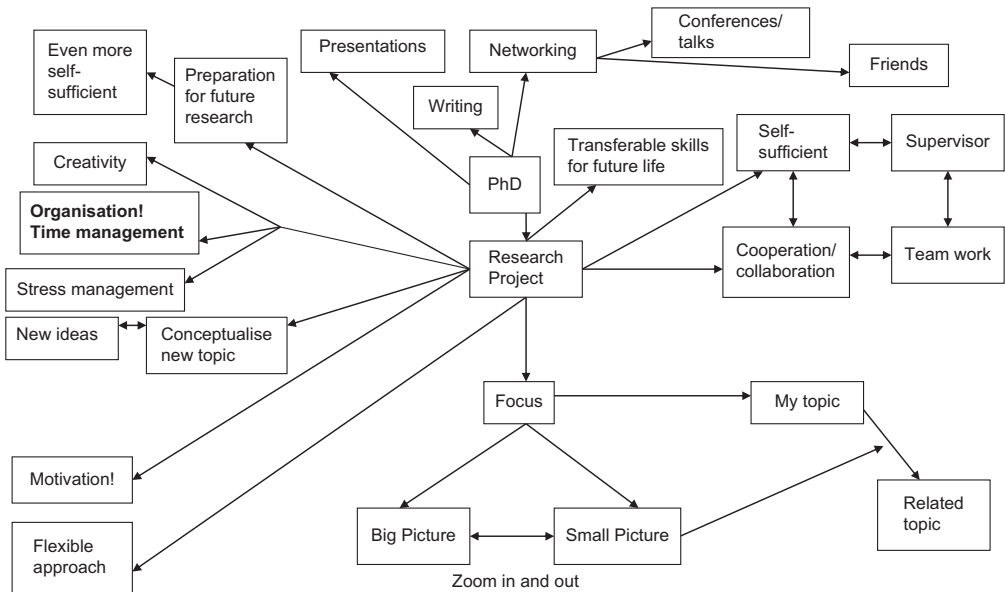 Even more
self-
sufficient
Preparation
for future
research
Presentations
Networking
Conferences/
talks
Friends
Writing
Creativity
PhD
Transferable skills
for future life
Self-
sufficient
Supervisor
Organisation!
Time management
Research
Project
Cooperation/
collaboration
Team work
Stress management
New ideas
Conceptualise
new topic
Focus
My topic
Motivation!
Related
topic
Flexible
approach
Big Picture
Small Picture
Zoom in and out